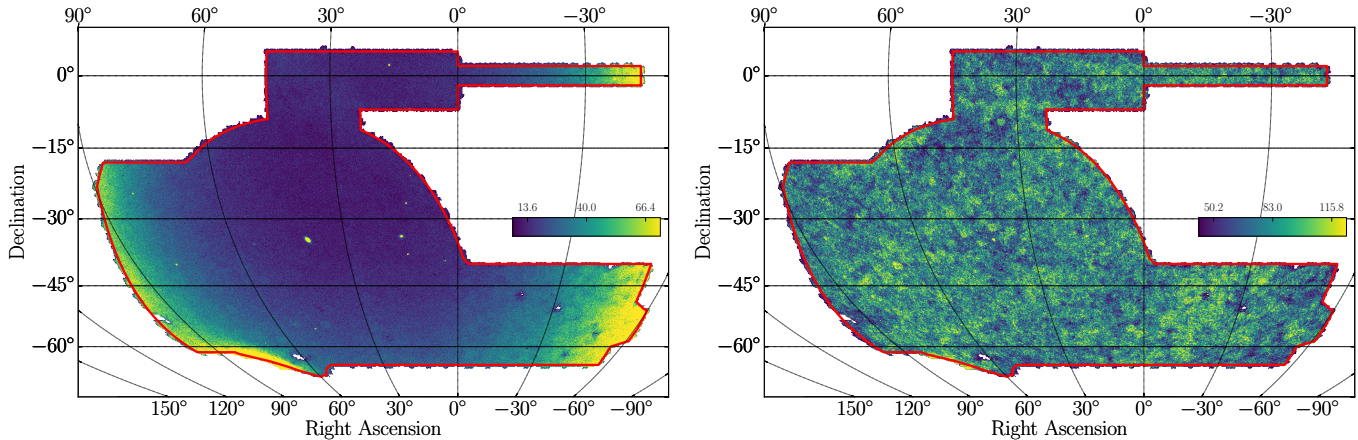 90° 60° 30° 0° −30° 90° 60° 30° 0° −30°
0° 0°
−15° −15°
Declination Declination
13.6 40.0 66.4 50.2 83.0 115.8
−30° −30°
−45° −45°
−60° −60°
150° 120° 90° 60° 30° 0° −30° −60° −90° 150° 120° 90° 60° 30° 0° −30° −60° −90°
Right Ascension Right Ascension